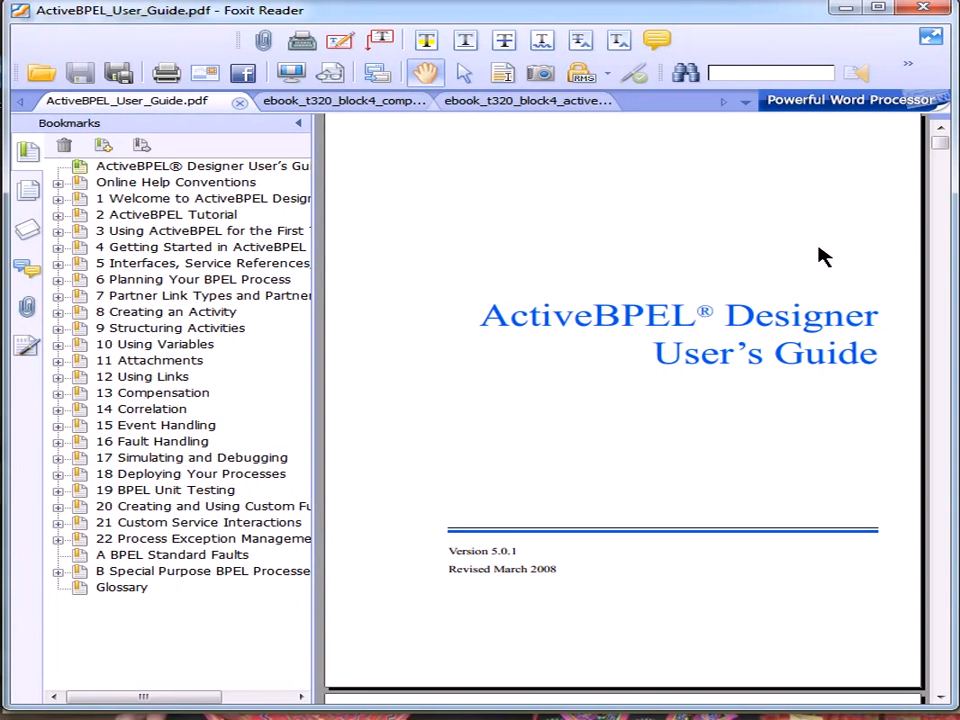 ActiveBPEL_User_Guide.pdf - Foxit Reader
RMS
ActiveBPEL_User_Guide.pdf
ebook_t320_block4_comp...
ebook_t320_block4_active...
Powerful Word Processor
Bookmarks
ActiveBPEL® Designer User's Gu
Online Help Conventions
1 Welcome to ActiveBPEL Desigr
2 ActiveBPEL Tutorial
3 Using ActiveBPEL for the First
4 Getting Started in ActiveBPEL
5 Interfaces, Service References,
6 Planning Your BPEL Process
7 Partner Link Types and Partner
8 Creating an Activity
9 Structuring Activities
10 Using Variables
11 Attachments
12 Using Links
13 Compensation
14 Correlation
15 Event Handling
16 Fault Handling
17 Simulating and Debugging
18 Deploying Your Processes
19 BPEL Unit Testing
20 Creating and Using Custom Fu
21 Custom Service Interactions
22 Process Exception Manageme
A BPEL Standard Faults
B Special Purpose BPEL Processe
Glossary
ActiveBPEL® Designer
User's Guide
Version 5.0.1
Revised March 2008